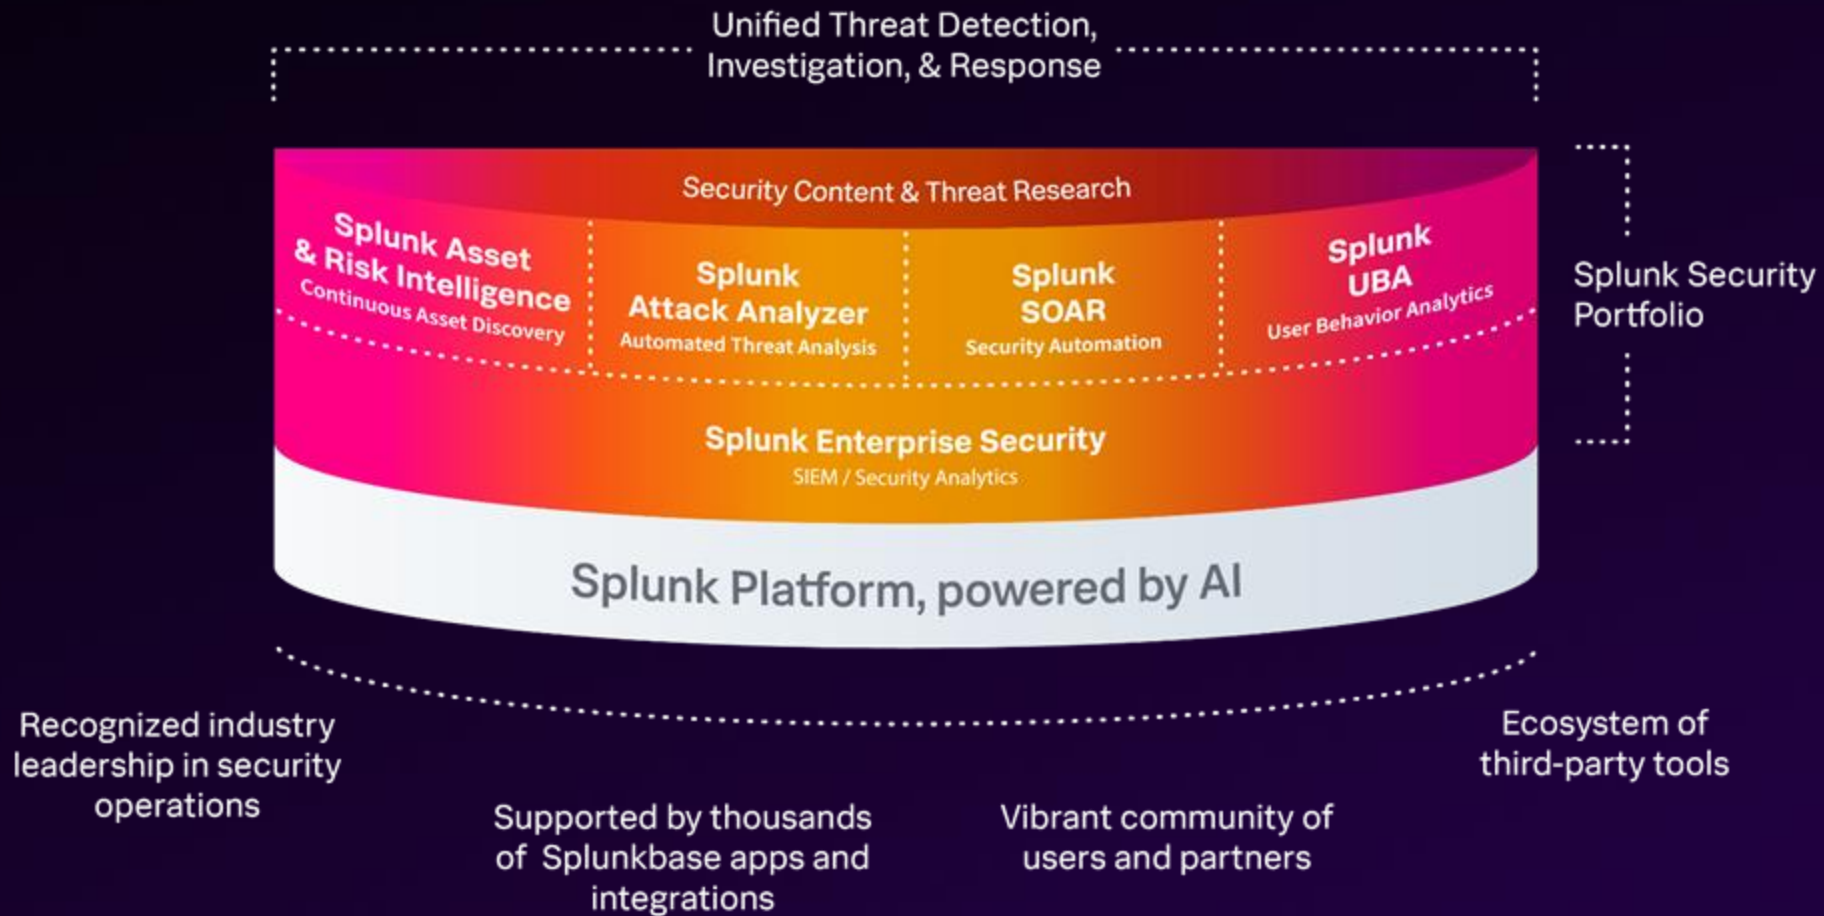 Unified Threat Detection,
Investigation, & Response
Security Content & Threat Research
Splunk Asset
& Risk Intelligence
Continuous Asset Discovery
Splunk
Attack Analyzer
Automated Threat Analysis
Splunk
SOAR
Security Automation
Splunk
UBA
User Behavior Analytics
Splunk Security
Portfolio
Splunk Enterprise Security
SIEM / Security Analytics
Splunk Platform, powered by AI
Recognized industry
leadership in security
operations
Supported by thousands
of Splunkbase apps and
integrations
Vibrant community of
users and partners
Ecosystem of
third-party tools